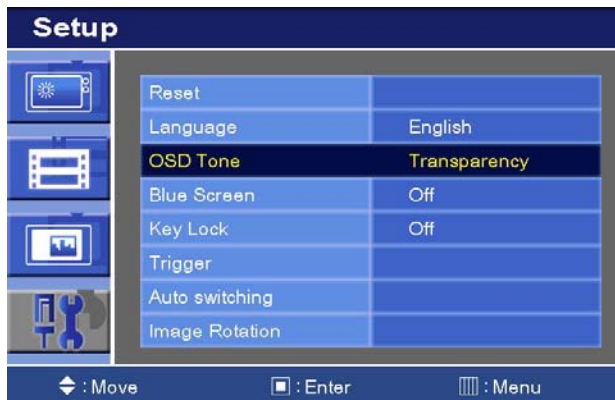 Setup
Reset
Language English
OSD Tone Transparency
Blue Screen Off
Key Lock Off
Trigger
Auto switching
Image Rotation
: Move : Enter : Menu